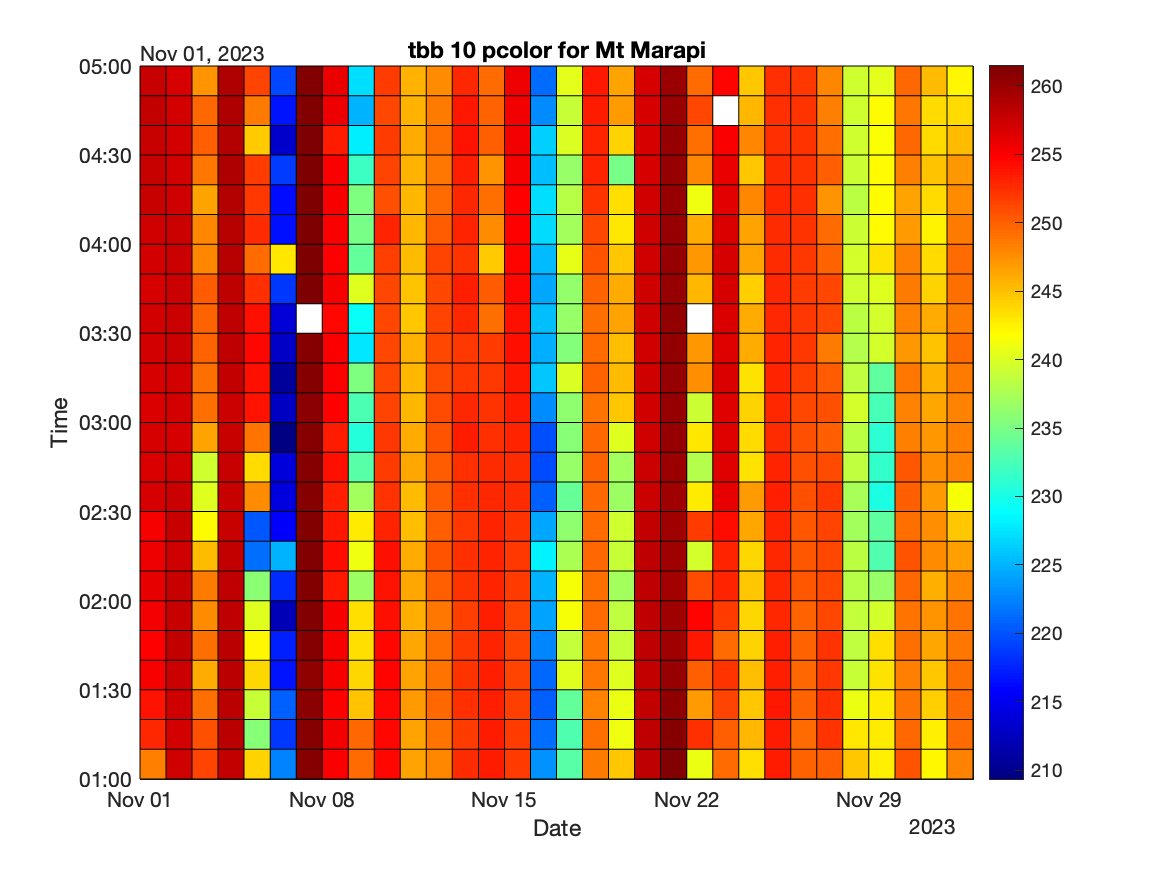 tbb 10 pcolor for Mt Marapi
Nov 01, 2023
05:00
04:30
04:00
03:30
03:00
02:30
02:00
01:30
01:00
Time
Nov 01
Nov 08
Nov 15
Nov 22
Nov 29
Date
2023
260
255
250
245
240
235
230
225
220
215
210